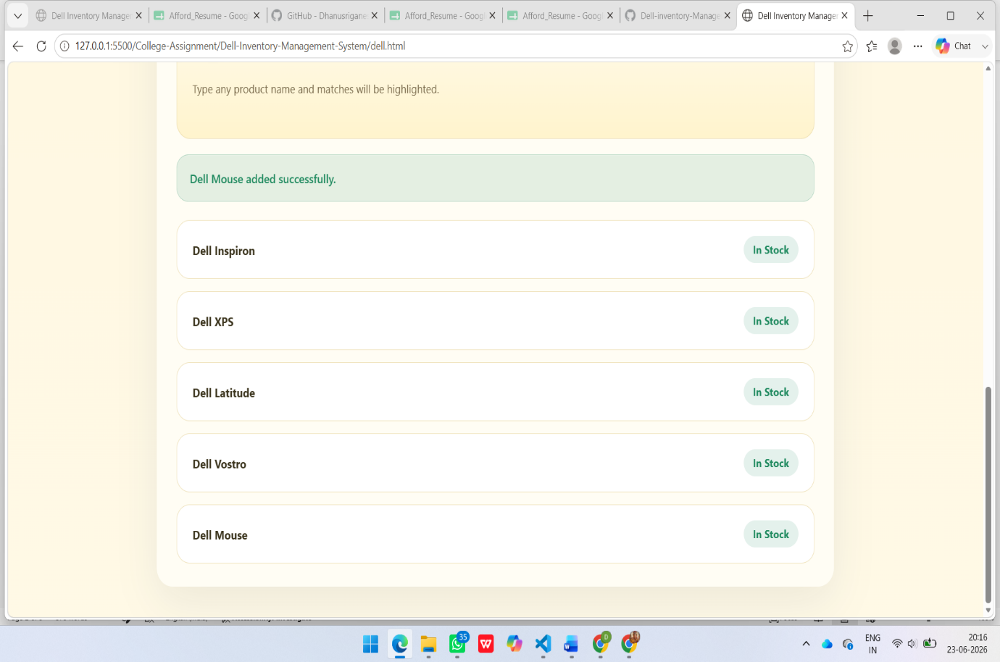 Dell Inventory Manage
Afford_Resume - Goog
GitHub - Dhanusrigane
Afford_Resume - Goog
Afford_Resume - Goog
Dell-inventory-Manage
Dell Inventory Manager
127.0.0.1:5500/College-Assignment/Dell-Inventory-Management-System/dell.html
Chat
Type any product name and matches will be highlighted.
Dell Mouse added successfully.
Dell Inspiron
In Stock
Dell XPS
In Stock
Dell Latitude
In Stock
Dell Vostro
In Stock
Dell Mouse
In Stock
35
W
D
ENG
IN
20:16
23-06-2026